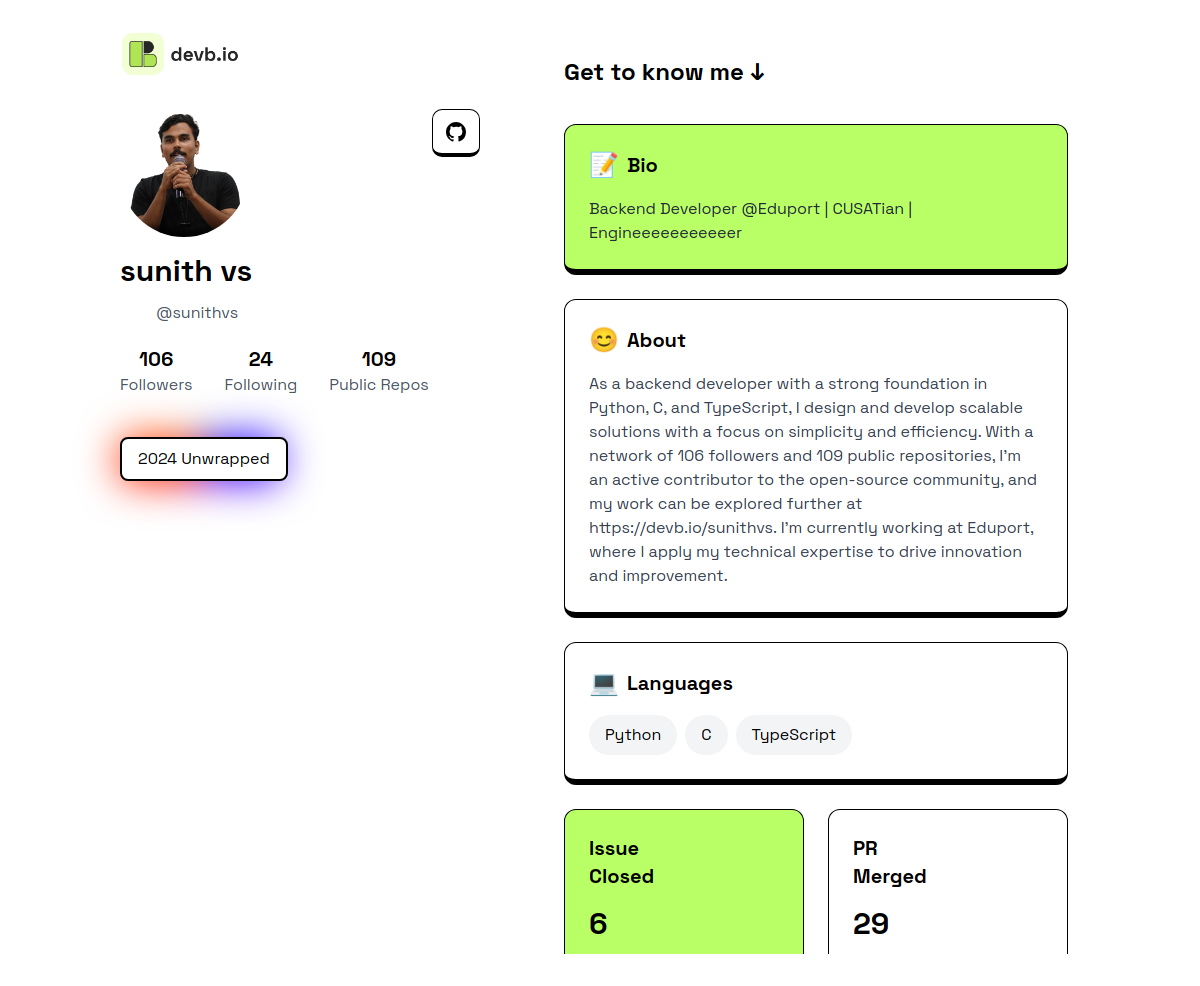 devb.io
sunith vs
@sunithvs
106
Followers
24
Following
109
Public Repos
2024 Unwrapped
Get to know me ↓
📝 Bio
Backend Developer @Eduport | CUSATian |
Engineeeeeeeeeeer
😊 About
As a backend developer with a strong foundation in
Python, C, and TypeScript, I design and develop scalable
solutions with a focus on simplicity and efficiency. With a
network of 106 followers and 109 public repositories, I'm
an active contributor to the open-source community, and
my work can be explored further at
https://devb.io/sunithvs. I'm currently working at Eduport,
where I apply my technical expertise to drive innovation
and improvement.
💻 Languages
Python
C
TypeScript
Issue
Closed
6
PR
Merged
29